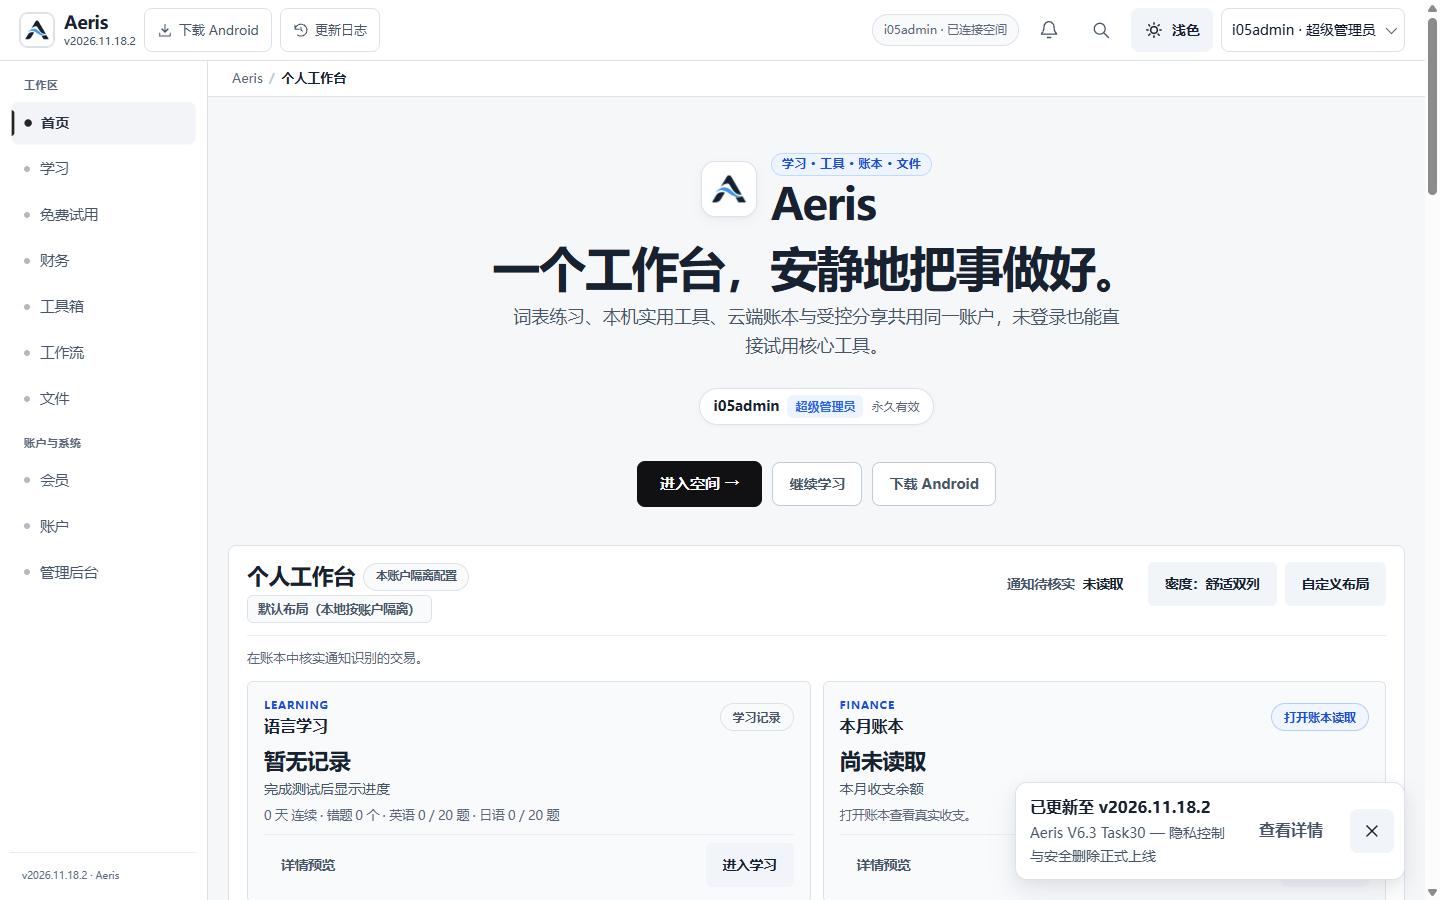 Aeris
v2026.11.18.2
下载 Android
更新日志
i05admin · 已连接空间
浅色
i05admin · 超级管理员
工作区
首页
学习
免费试用
财务
工具箱
工作流
文件
账户与系统
会员
账户
管理后台
v2026.11.18.2 · Aeris
Aeris / 个人工作台
学习 • 工具 • 账本 • 文件
Aeris
一个工作台，安静地把事做好。
词表练习、本机实用工具、云端账本与受控分享共用同一账户，未登录也能直
接试用核心工具。
i05admin 超级管理员 永久有效
进入空间 →
继续学习
下载 Android
个人工作台
本账户隔离配置
默认布局（本地按账户隔离）
通知待核实 未读取
密度：舒适双列
自定义布局
在账本中核实通知识别的交易。
LEARNING
语言学习
学习记录
暂无记录
完成测试后显示进度
0 天 连续 · 错题 0 个 · 英语 0 / 20 题 · 日语 0 / 20 题
详情预览
进入学习
FINANCE
本月账本
打开账本读取
尚未读取
本月收支余额
打开账本查看真实收支。
详情预览
已更新至 v2026.11.18.2
Aeris V6.3 Task30 — 隐私控制
与安全删除正式上线
查看详情